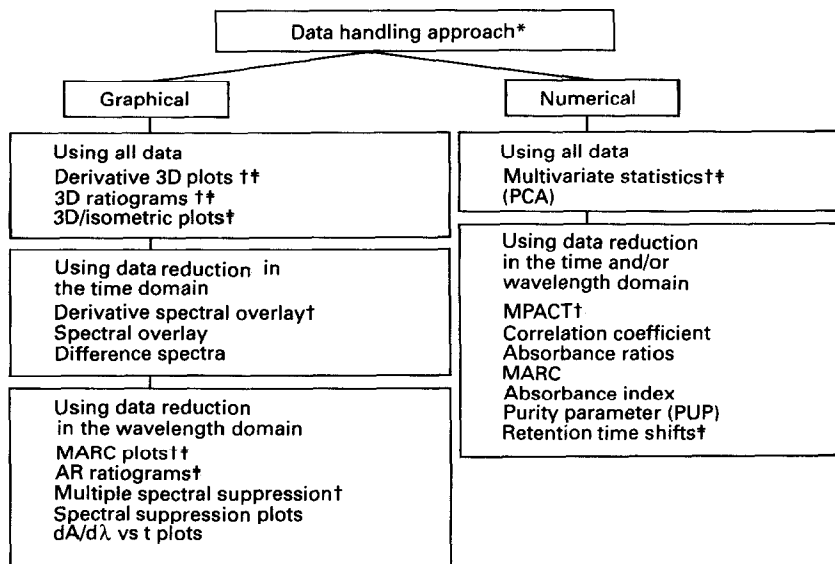 Data handling approach*
Graphical
Numerical
Using all data
Derivative 3D plots †‡
3D ratiograms †‡
3D/isometric plots‡
Using data reduction in
the time domain
Derivative spectral overlay†
Spectral overlay
Difference spectra
Using data reduction
in the wavelength domain
MARC plots†‡
AR ratiograms‡
Multiple spectral suppression†
Spectral suppression plots
dA/dλ vs t plots
Using all data
Multivariate statistics†‡
(PCA)
Using data reduction
in the time and/or
wavelength domain
MPACT†
Correlation coefficient
Absorbance ratios
MARC
Absorbance index
Purity parameter (PUP)
Retention time shifts‡